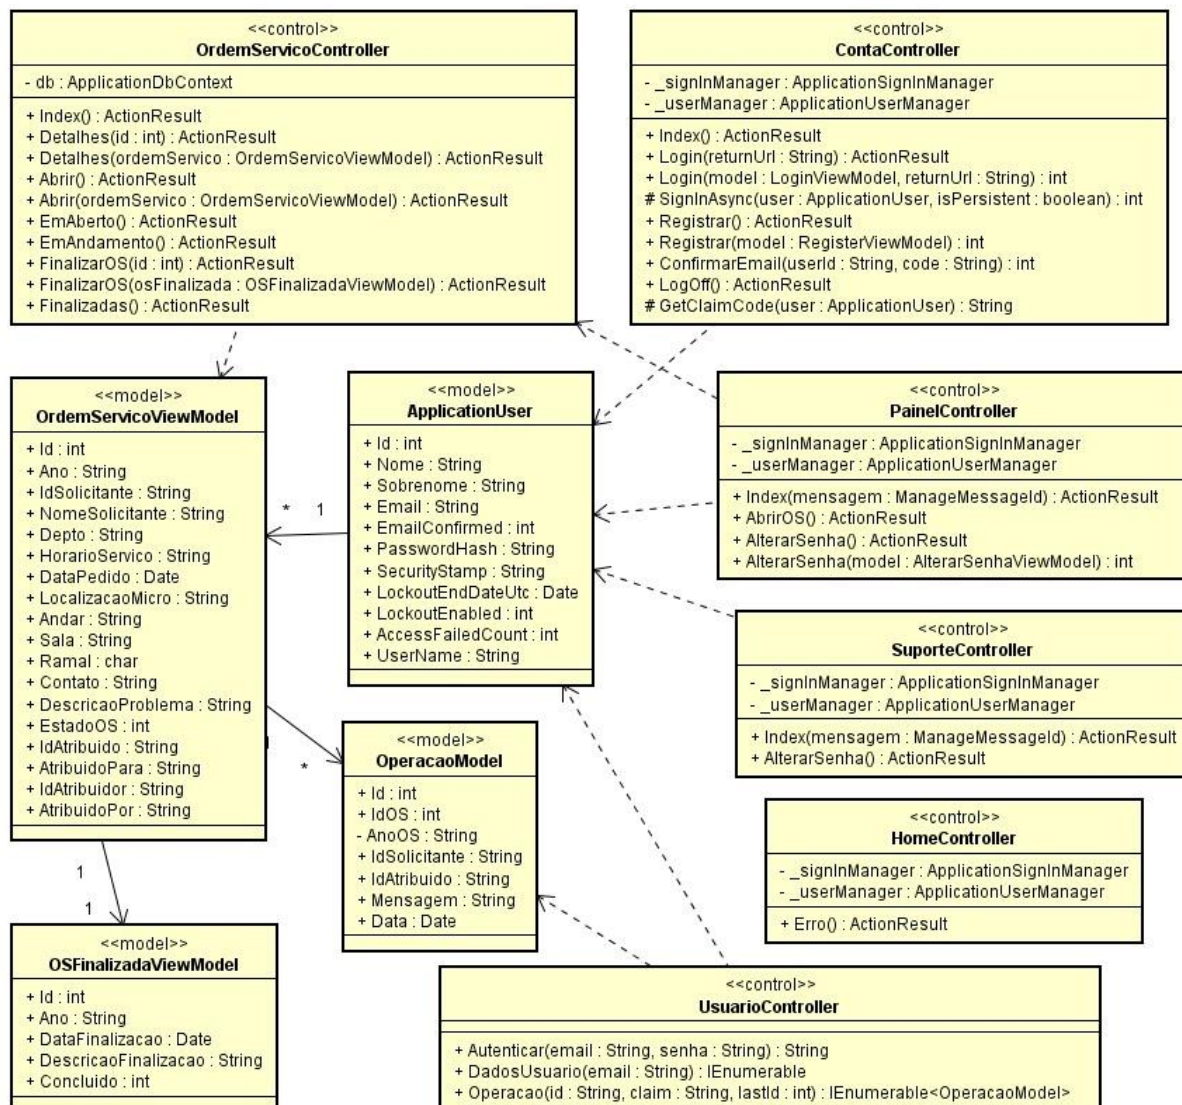 <<control>>
OrdemServicoController
- db : ApplicationDbContext
+ Index() : ActionResult
+ Detalhes(id : int) : ActionResult
+ Detalhes(ordemServico : OrdemServicoViewModel) : ActionResult
+ Abrir() : ActionResult
+ Abrir(ordemServico : OrdemServicoViewModel) : ActionResult
+ EmAberto() : ActionResult
+ EmAndamento() : ActionResult
+ FinalizarOS(id : int) : ActionResult
+ FinalizarOS(osFinalizada : OSFinalizadaViewModel) : ActionResult
+ Finalizadas() : ActionResult
<<control>>
ContaController
- _signInManager : ApplicationSignInManager
- _userManager : ApplicationUserManager
+ Index() : ActionResult
+ Login(returnUrl : String) : ActionResult
+ Login(model : LoginViewModel, returnUrl : String) : int
# SignInAsync(user : ApplicationUser, isPersistent : boolean) : int
+ Registrar() : ActionResult
+ Registrar(model : RegisterViewModel) : int
+ ConfirmarEmail(userId : String, code : String) : int
+ LogOff() : ActionResult
# GetClaimCode(user : ApplicationUser) : String
<<model>>
OrdemServicoViewModel
+ Id : int
+ Ano : String
+ IdSolicitante : String
+ NomeSolicitante : String
+ Depto : String
+ HorarioServico : String
+ DataPedido : Date
+ LocalizacaoMicro : String
+ Andar : String
+ Sala : String
+ Ramal : char
+ Contato : String
+ DescricaoProblema : String
+ EstadoOS : int
+ IdAtribuido : String
+ AtribuidoPara : String
+ IdAtribuidor : String
+ AtribuidoPor : String
* 1
<<model>>
ApplicationUser
+ Id : int
+ Nome : String
+ Sobrenome : String
+ Email : String
+ EmailConfirmed : int
+ PasswordHash : String
+ SecurityStamp : String
+ LockoutEndDateUtc : Date
+ LockoutEnabled : int
+ AccessFailedCount : int
+ UserName : String
<<control>>
PainelController
- _signInManager : ApplicationSignInManager
- _userManager : ApplicationUserManager
+ Index(mensagem : ManageMessageId) : ActionResult
+ AbrirOS() : ActionResult
+ AlterarSenha() : ActionResult
+ AlterarSenha(model : AlterarSenhaViewModel) : int
<<control>>
SuporteController
- _signInManager : ApplicationSignInManager
- _userManager : ApplicationUserManager
+ Index(mensagem : ManageMessageId) : ActionResult
+ AlterarSenha() : ActionResult
*
<<model>>
OperacaoModel
+ Id : int
+ IdOS : int
- AnoOS : String
+ IdSolicitante : String
+ IdAtribuido : String
+ Mensagem : String
+ Data : Date
<<control>>
HomeController
- _signInManager : ApplicationSignInManager
- _userManager : ApplicationUserManager
+ Erro() : ActionResult
1
1
<<model>>
OSFinalizadaViewModel
+ Id : int
+ Ano : String
+ DataFinalizacao : Date
+ DescricaoFinalizacao : String
+ Concluido : int
<<control>>
UsuarioController
+ Autenticar(email : String, senha : String) : String
+ DadosUsuario(email : String) : IEnumerable
+ Operacao(id : String, claim : String, lastId : int) : IEnumerable<OperacaoModel>